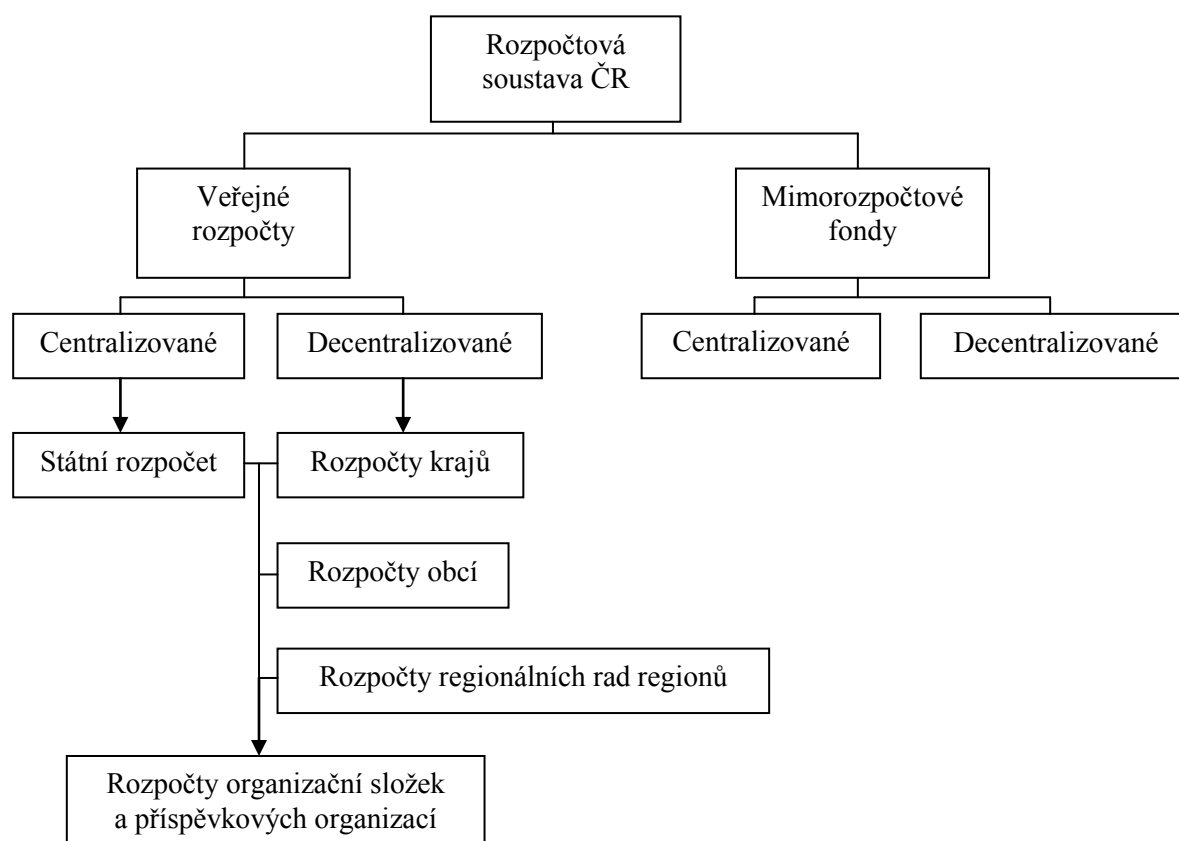 Rozpočtová
soustava ČR
Veřejné
rozpočty
Mimorozpočtové
fondy
Centralizované
Decentralizované
Centralizované
Decentralizované
Státní rozpočet
Rozpočty krajů
Rozpočty obcí
Rozpočty regionálních rad regionů
Rozpočty organizační složek
a příspěvkových organizací